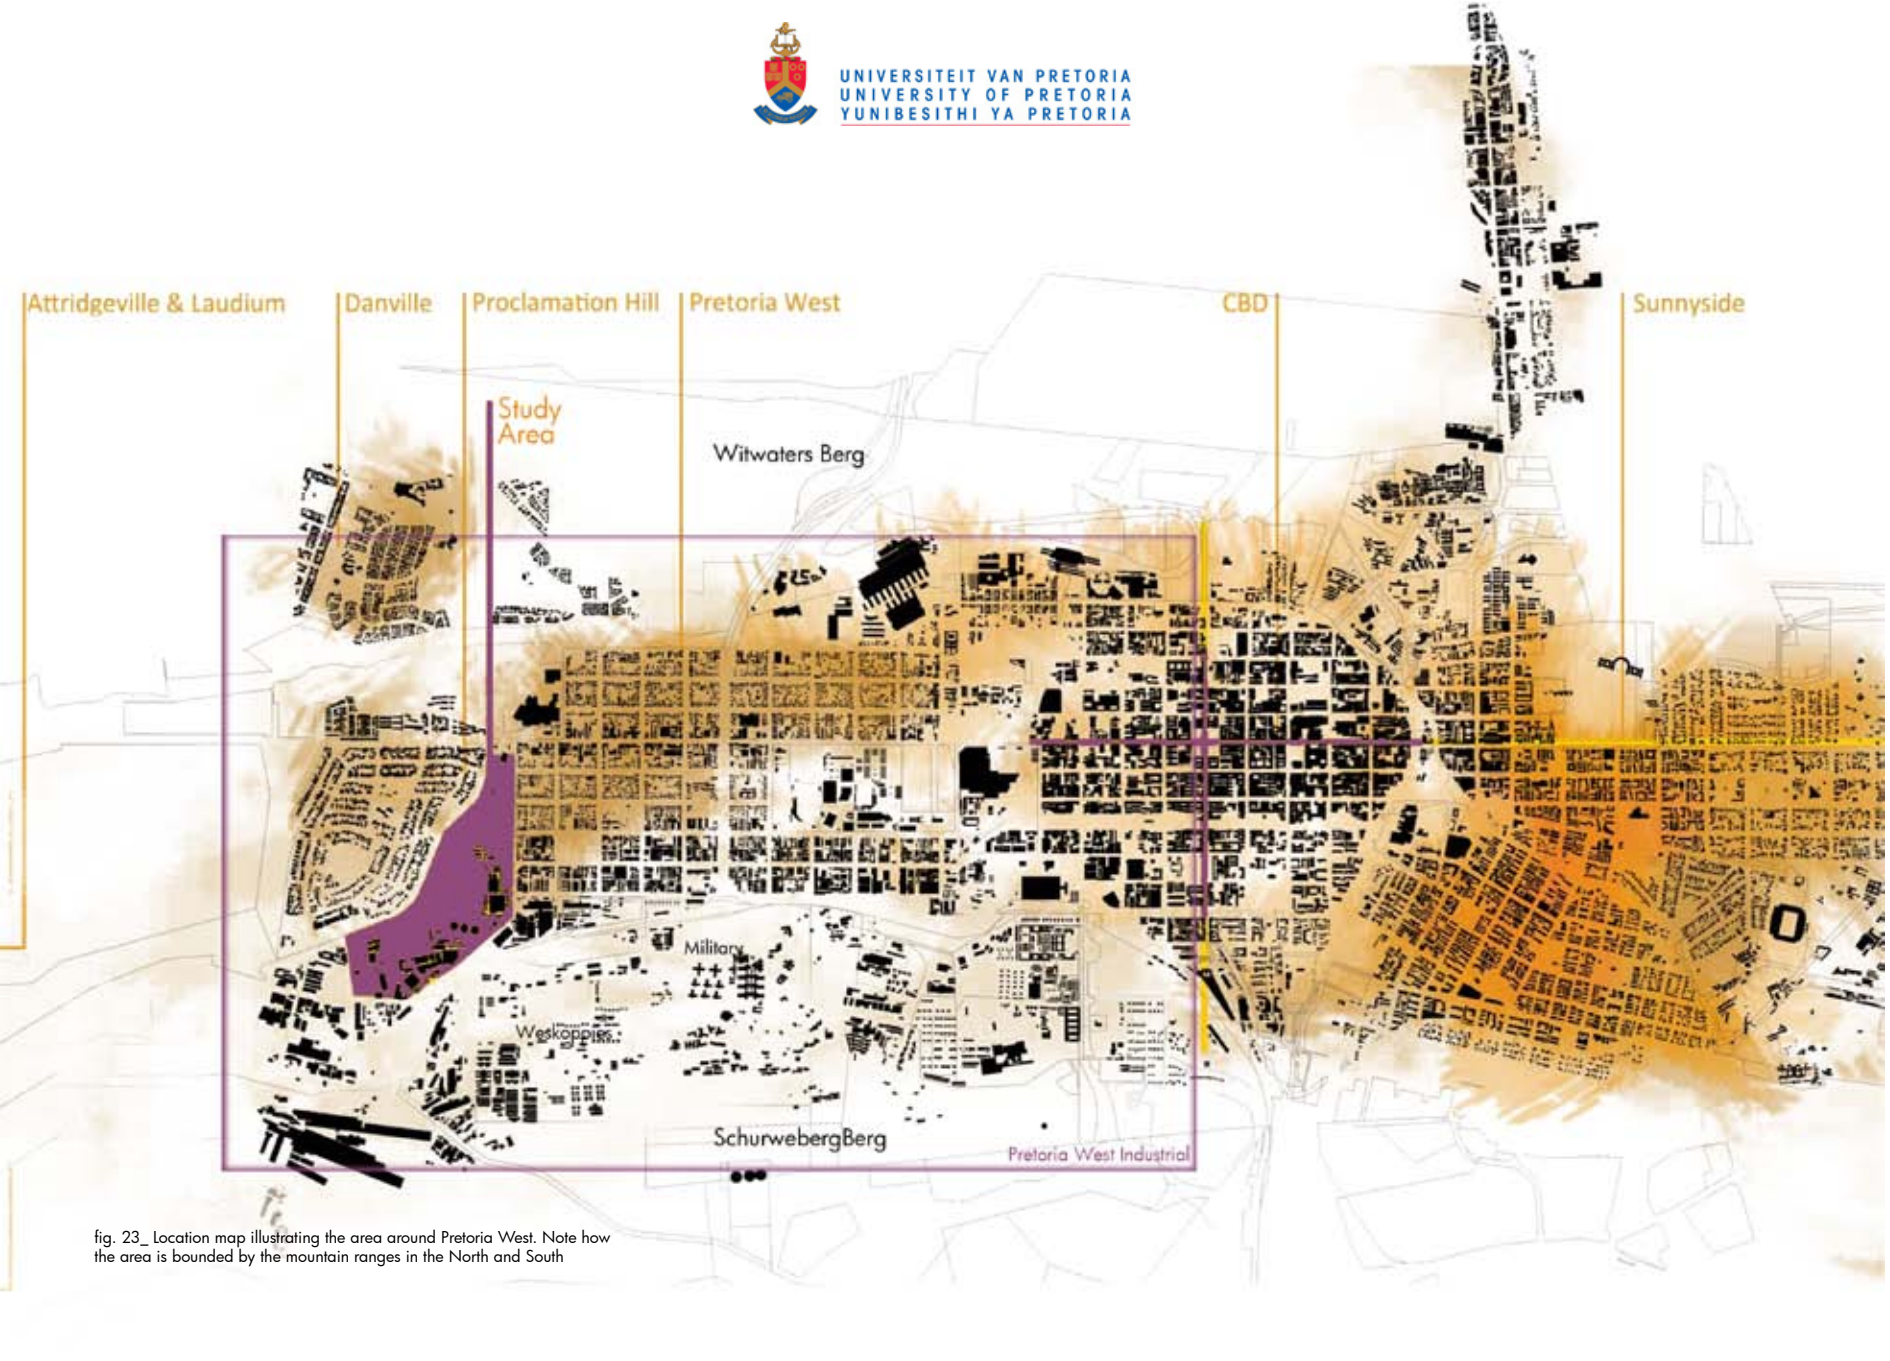 UNIVERSITEIT VAN PRETORIA
UNIVERSITY OF PRETORIA
YUNIBESITHI YA PRETORIA
Attridgeville & Laudium
Danville
Proclamation Hill
Pretoria West
CBD
Sunnyside
Study
Area
Witwaters Berg
Military
Weskoppies
SchurwebergBerg
Pretoria West Industrial
fig. 23_ Location map illustrating the area around Pretoria West. Note how
the area is bounded by the mountain ranges in the North and South